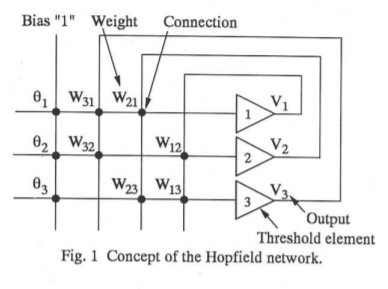 Bias "1" Weight Connection
θ1 W31 W21 1 V1
θ2 W32 W12 2 V2
θ3 W23 W13 3 V3
Output
Threshold element
Fig. 1 Concept of the Hopfield network.